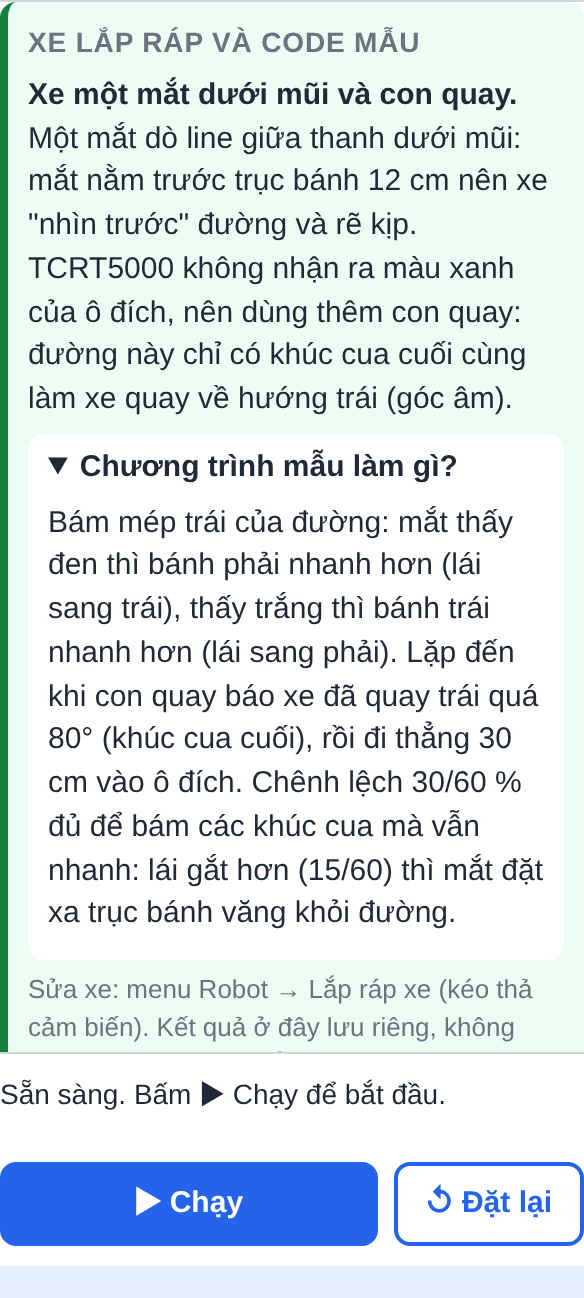 XE LẮP RÁP VÀ CODE MẪU
Xe một mắt dưới mũi và con quay.
Một mắt dò line giữa thanh dưới mũi:
mắt nằm trước trục bánh 12 cm nên xe
"nhìn trước" đường và rẽ kịp.
TCRT5000 không nhận ra màu xanh
của ô đích, nên dùng thêm con quay:
đường này chỉ có khúc cua cuối cùng
làm xe quay về hướng trái (góc âm).
▼ Chương trình mẫu làm gì?
Bám mép trái của đường: mắt thấy
đen thì bánh phải nhanh hơn (lái
sang trái), thấy trắng thì bánh trái
nhanh hơn (lái sang phải). Lặp đến
khi con quay báo xe đã quay trái quá
80° (khúc cua cuối), rồi đi thẳng 30
cm vào ô đích. Chênh lệch 30/60 %
đủ để bám các khúc cua mà vẫn
nhanh: lái gắt hơn (15/60) thì mắt đặt
xa trục bánh văng khỏi đường.
Sửa xe: menu Robot → Lắp ráp xe (kéo thả
cảm biến). Kết quả ở đây lưu riêng, không
Sẵn sàng. Bấm ▶ Chạy để bắt đầu.
▶ Chạy
↺ Đặt lại